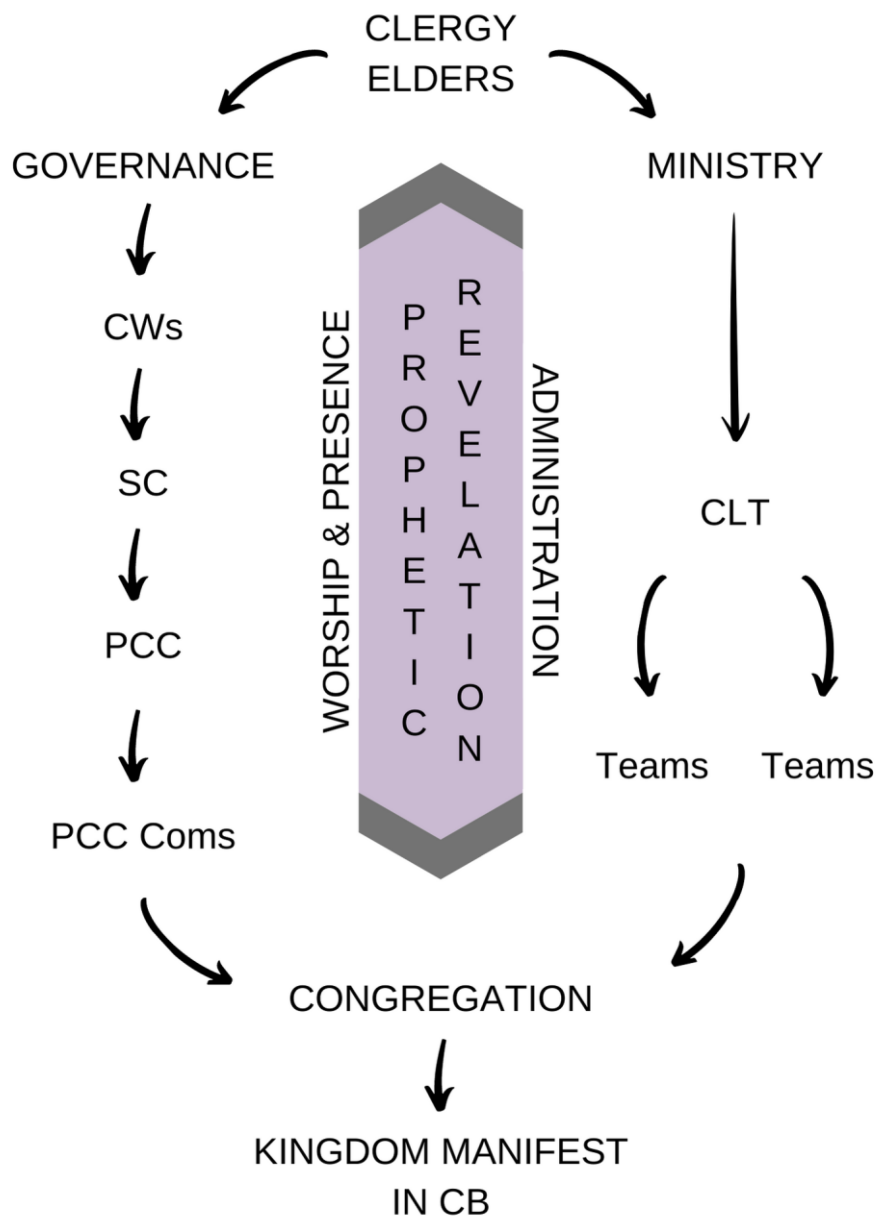 CLERGY
ELDERS
GOVERNANCE
MINISTRY
CWs
SC
PCC
PCC Coms
WORSHIP & PRESENCE
PROPHETIC
REVELATION
ADMINISTRATION
CLT
Teams
Teams
CONGREGATION
KINGDOM MANIFEST
IN CB